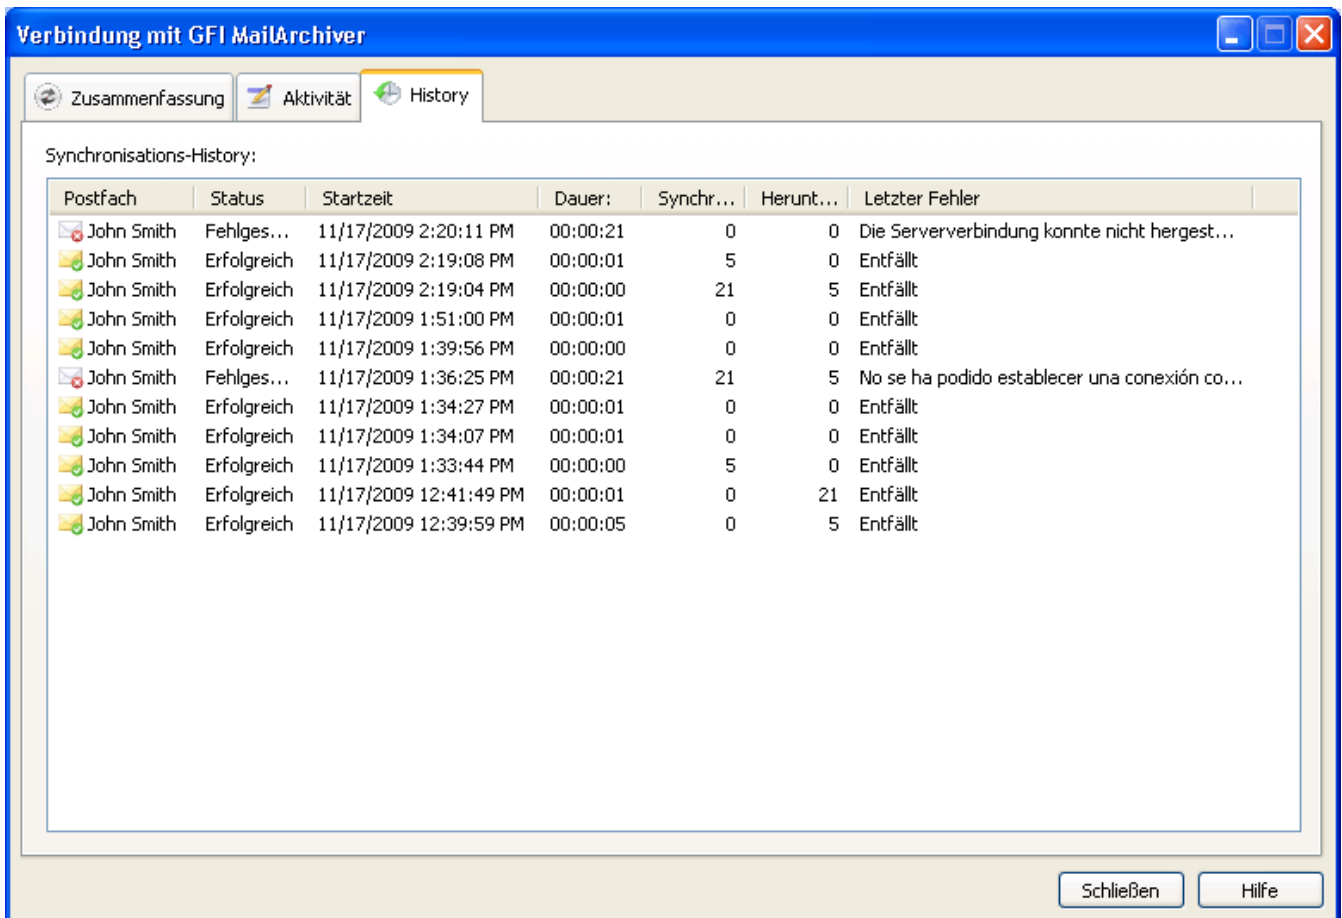 Verbindung mit GFI MailArchiver
Zusammenfassung Aktivität History
Synchronisations-History:
Postfach Status Startzeit Dauer: Synchr... Herunt... Letzter Fehler
John Smith Fehlges... 11/17/2009 2:20:11 PM 00:00:21 0 0 Die Serververbindung konnte nicht hergest...
John Smith Erfolgreich 11/17/2009 2:19:08 PM 00:00:01 5 0 Entfällt
John Smith Erfolgreich 11/17/2009 2:19:04 PM 00:00:00 21 5 Entfällt
John Smith Erfolgreich 11/17/2009 1:51:00 PM 00:00:01 0 0 Entfällt
John Smith Erfolgreich 11/17/2009 1:39:56 PM 00:00:00 0 0 Entfällt
John Smith Fehlges... 11/17/2009 1:36:25 PM 00:00:21 21 5 No se ha podido establecer una conexión co...
John Smith Erfolgreich 11/17/2009 1:34:27 PM 00:00:01 0 0 Entfällt
John Smith Erfolgreich 11/17/2009 1:34:07 PM 00:00:01 0 0 Entfällt
John Smith Erfolgreich 11/17/2009 1:33:44 PM 00:00:00 5 0 Entfällt
John Smith Erfolgreich 11/17/2009 12:41:49 PM 00:00:01 0 21 Entfällt
John Smith Erfolgreich 11/17/2009 12:39:59 PM 00:00:05 0 5 Entfällt
Schließen Hilfe